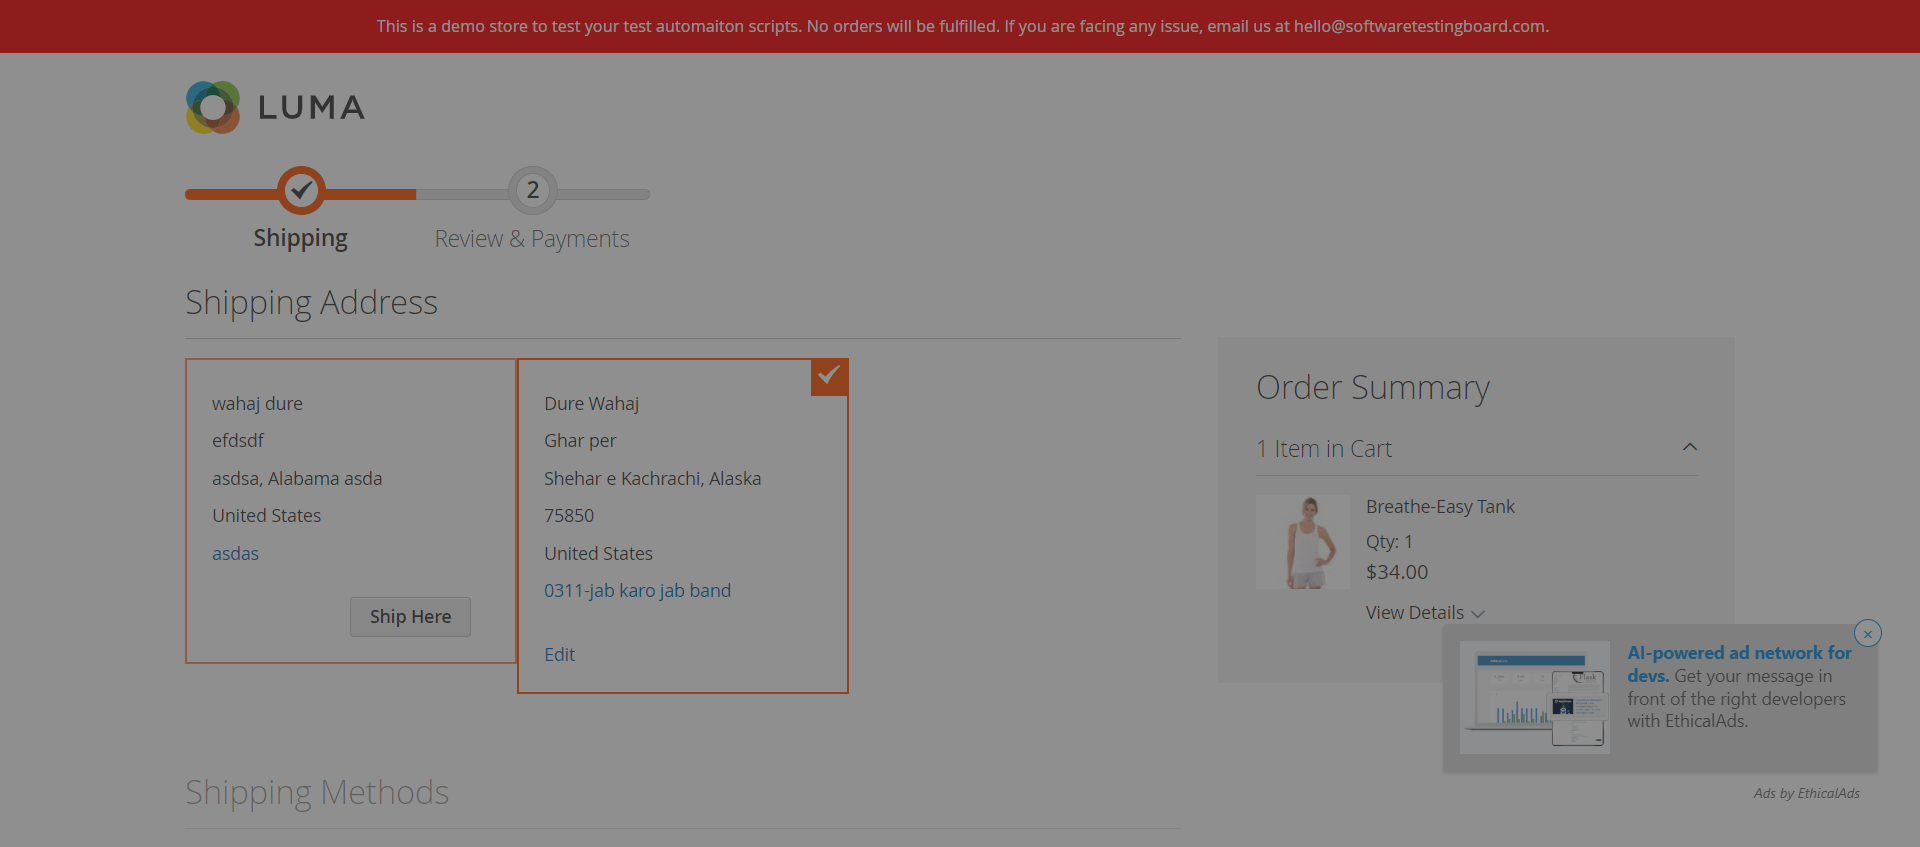 This is a demo store to test your test automaiton scripts. No orders will be fulfilled. If you are facing any issue, email us at hello@softwaretestingboard.com.
LUMA
2
Shipping
Review & Payments
Shipping Address
wahaj dure
efdsdf
asdsa, Alabama asda
United States
asdas
Ship Here
Dure Wahaj
Ghar per
Shehar e Kachrachi, Alaska
75850
United States
0311-jab karo jab band
Edit
Order Summary
1 Item in Cart
Breathe-Easy Tank
Qty: 1
$34.00
View Details
AI-powered ad network for
devs. Get your message in
front of the right developers
with EthicalAds.
Ads by EthicalAds
Shipping Methods